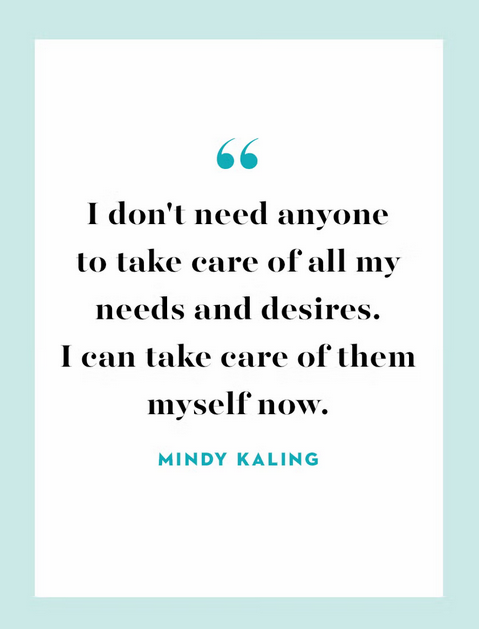 “
I don't need anyone
to take care of all my
needs and desires.
I can take care of them
myself now.
MINDY KALING